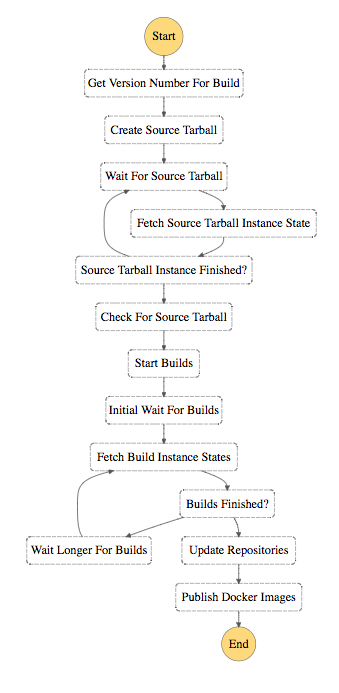 Start
Get Version Number For Build
Create Source Tarball
Wait For Source Tarball
Fetch Source Tarball Instance State
Source Tarball Instance Finished?
Check For Source Tarball
Start Builds
Initial Wait For Builds
Fetch Build Instance States
Builds Finished?
Wait Longer For Builds
Update Repositories
Publish Docker Images
End